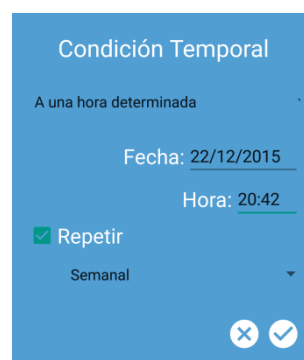 Condición Temporal
A una hora determinada
Fecha: 22/12/2015
Hora: 20:42
Repetir
Semanal